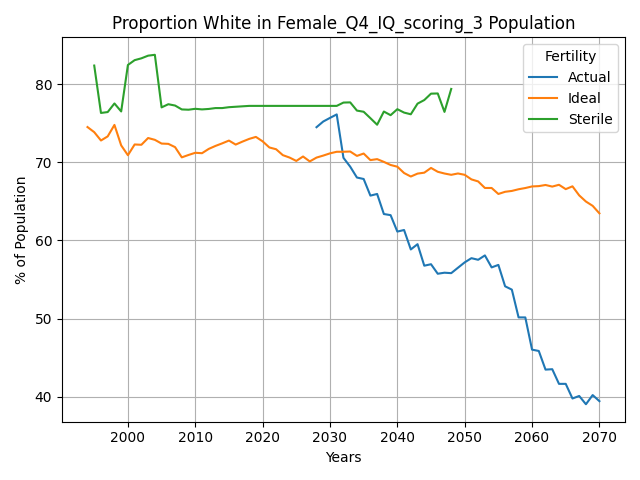 Proportion White in Female_Q4_IQ_scoring_3 Population
% of Population
80
70
60
50
40
Fertility
Actual
Ideal
Sterile
2000 2010 2020 2030 2040 2050 2060 2070
Years